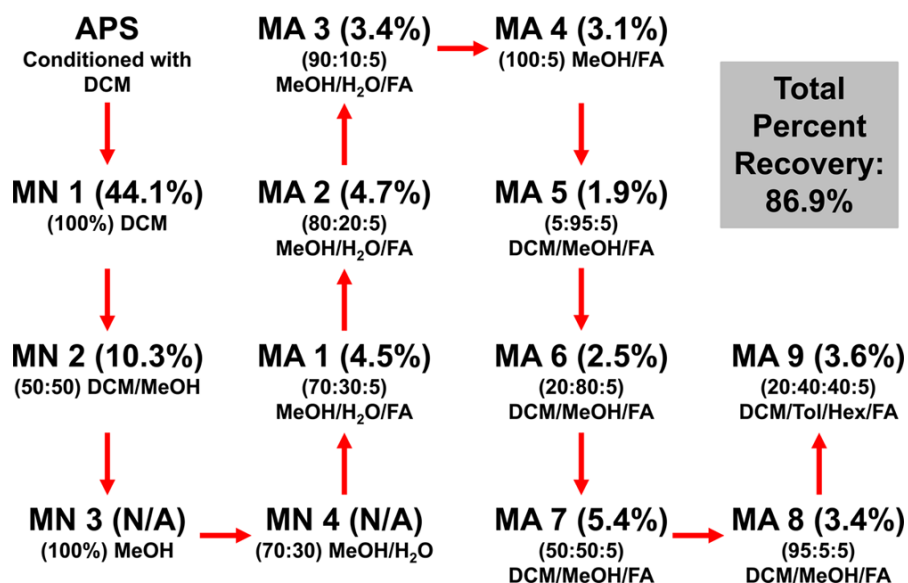 APS
Conditioned with
DCM
MN 1 (44.1%)
(100%) DCM
MN 2 (10.3%)
(50:50) DCM/MeOH
MN 3 (N/A)
(100%) MeOH
MN 4 (N/A)
(70:30) MeOH/H₂O
MA 1 (4.5%)
(70:30:5)
MeOH/H₂O/FA
MA 2 (4.7%)
(80:20:5)
MeOH/H₂O/FA
MA 3 (3.4%)
(90:10:5)
MeOH/H₂O/FA
MA 4 (3.1%)
(100:5) MeOH/FA
MA 5 (1.9%)
(5:95:5)
DCM/MeOH/FA
MA 6 (2.5%)
(20:80:5)
DCM/MeOH/FA
MA 7 (5.4%)
(50:50:5)
DCM/MeOH/FA
MA 8 (3.4%)
(95:5:5)
DCM/MeOH/FA
MA 9 (3.6%)
(20:40:40:5)
DCM/Tol/Hex/FA
Total
Percent
Recovery:
86.9%